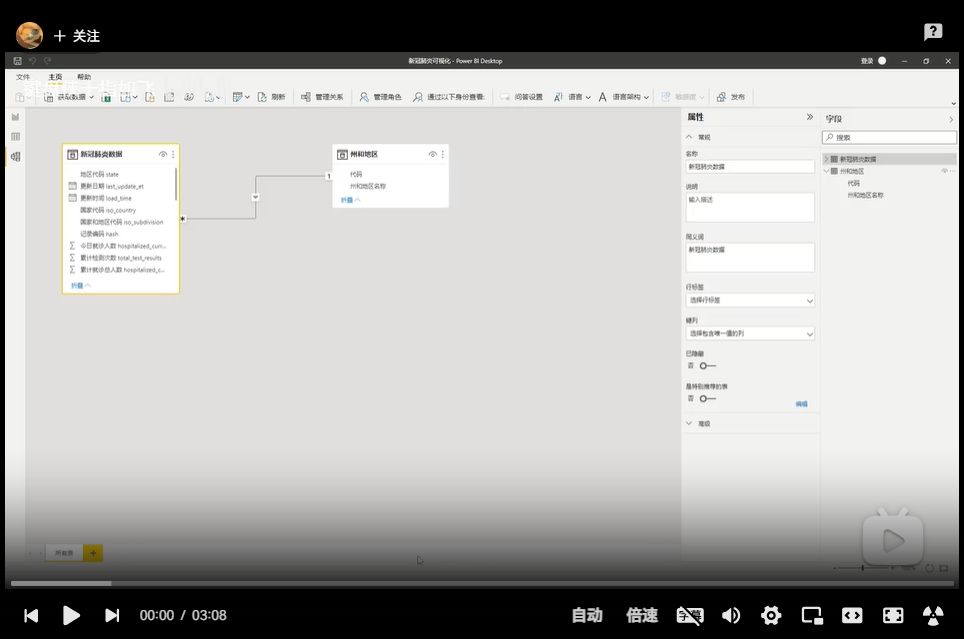 关注
新冠肺炎可视化 - Power BI Desktop
登录
文件 主页 帮助
获取数据 刷新 管理关系 管理角色 通过以下身份查看: 问答设置 语言 语言架构 敏感度 发布
新冠肺炎数据
地区代码 state
更新日期 last_update_et
更新时间 load_time
国家代码 iso_country
国家和地区代码 iso_subdivision
记录编码 hash
今日就诊人数 hospitalized_curr...
累计检测次数 total_test_results
累计就诊总人数 hospitalized_c...
折叠
*
1
州和地区
代码
州和地区名称
折叠
属性
常规
名称
新冠肺炎数据
说明
输入描述
同义词
新冠肺炎数据
行标签
选择行标签
键列
选择包含唯一值的列
已隐藏
否
是特别推荐的表
否
编辑
高级
字段
搜索
新冠肺炎数据
州和地区
代码
州和地区名称
所有表
00:00 / 03:08
自动
倍速
字幕